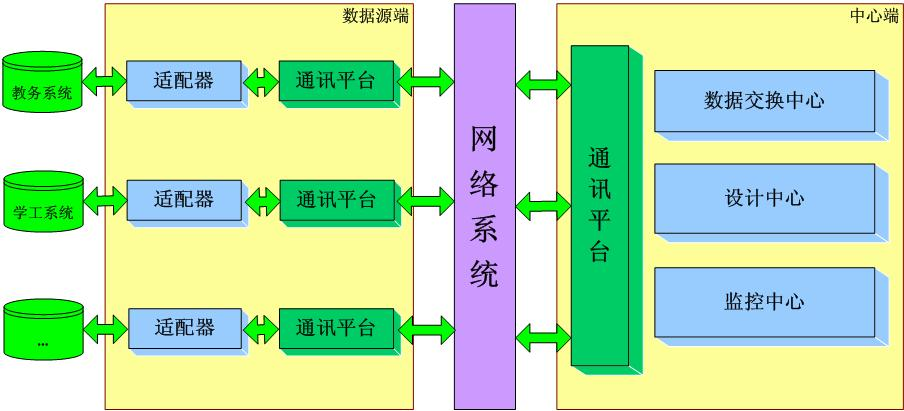 数据源端
中心端
教务系统
适配器
通讯平台
学工系统
适配器
通讯平台
...
适配器
通讯平台
网络系统
通讯平台
数据交换中心
设计中心
监控中心